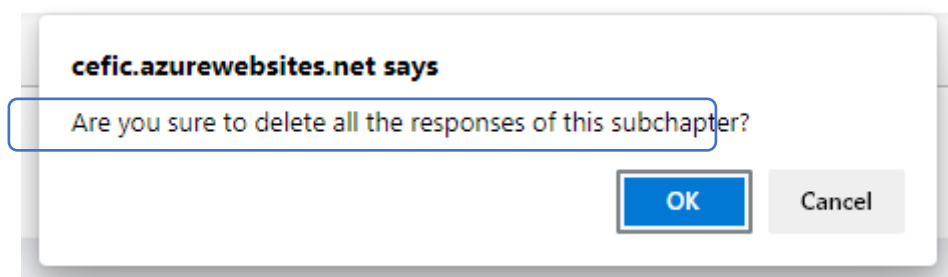 cefic.azurewebsites.net says
Are you sure to delete all the responses of this subchapter?
OK
Cancel